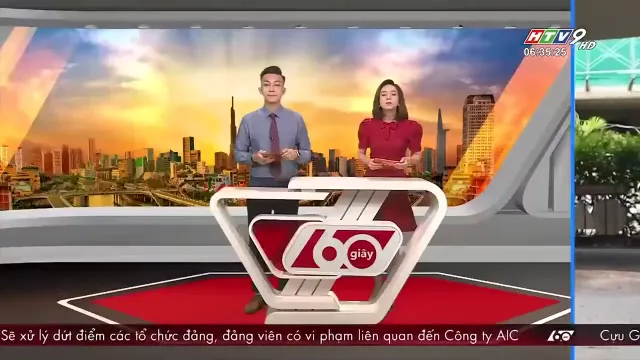 HTV9 HD
06:35:25
60 giây
Sẽ xử lý dứt điểm các tổ chức đảng, đảng viên có vi phạm liên quan đến Công ty AIC 60 Cựu G